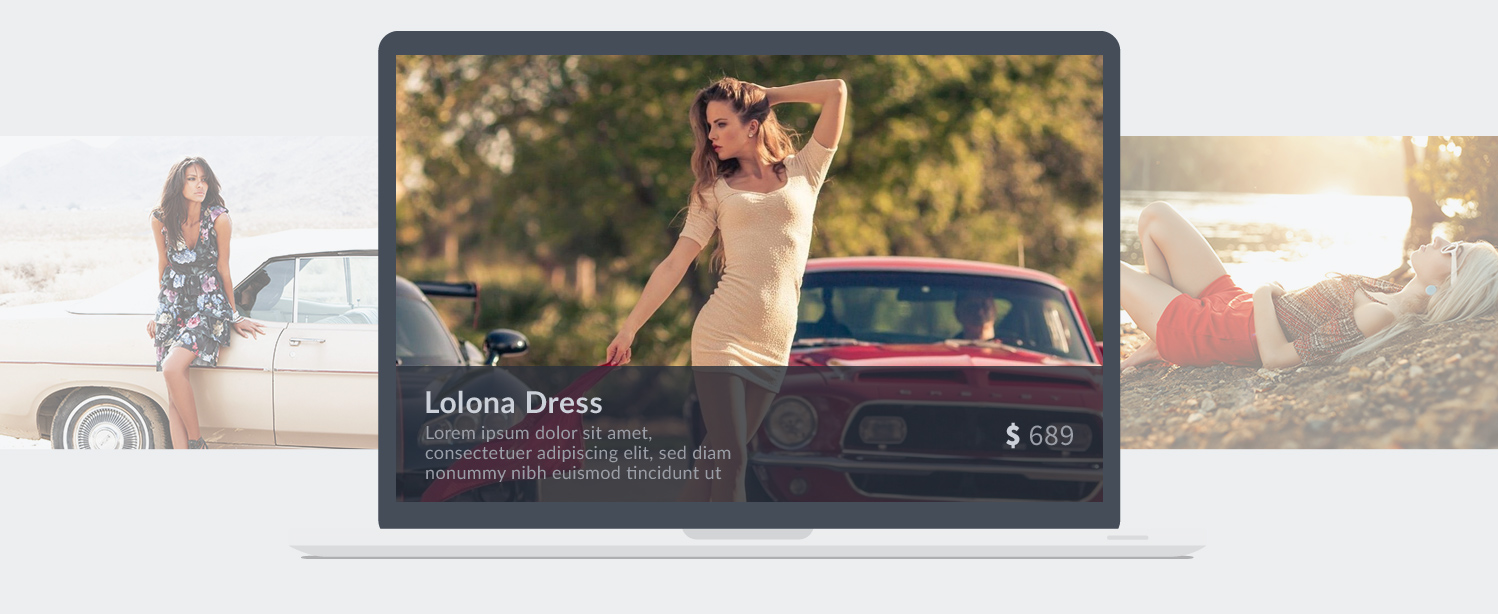 Lolona Dress
Lorem ipsum dolor sit amet,
consectetuer adipiscing elit, sed diam
nonummy nibh euismod tincidunt ut
$ 689